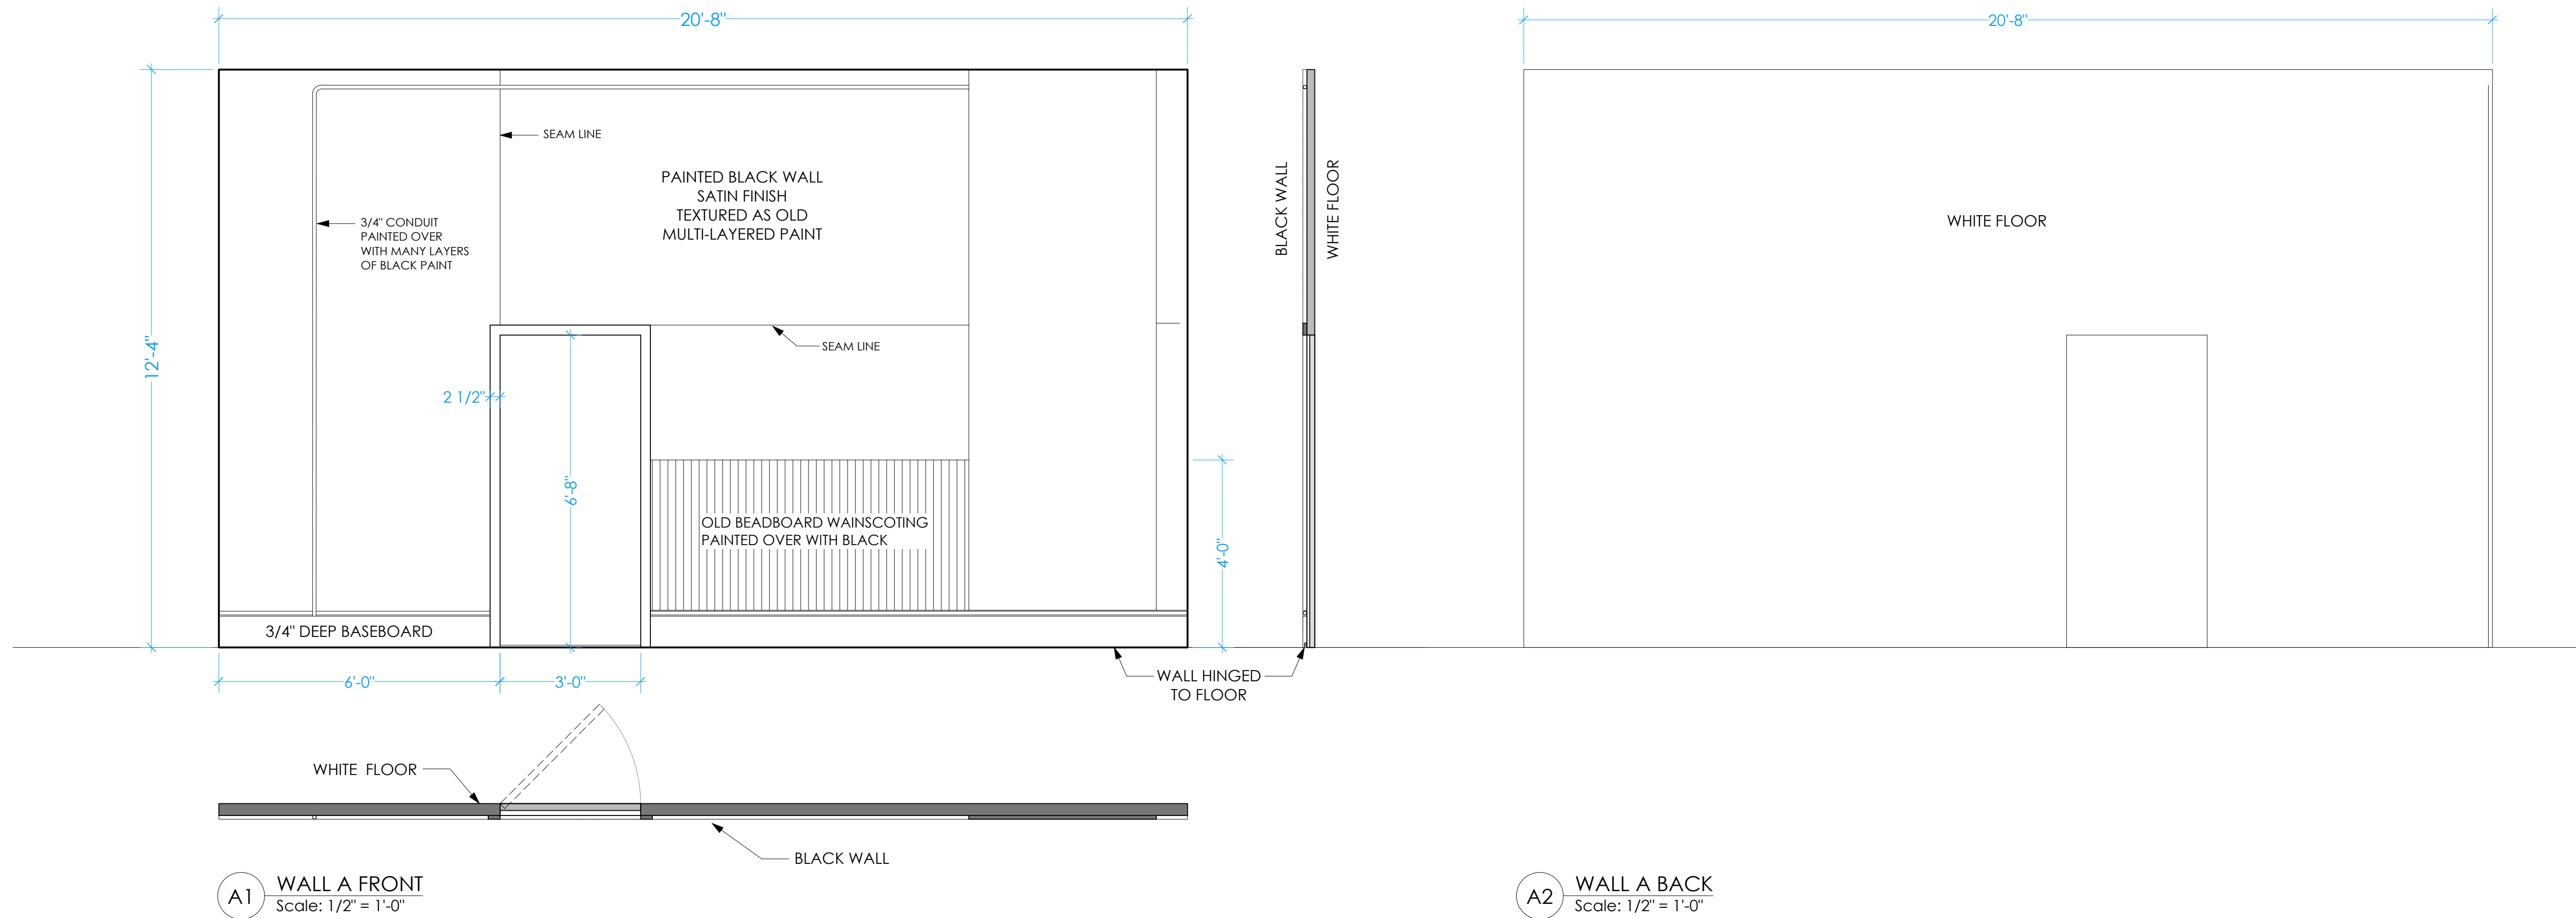 20'-8"
20'-8"
SEAM LINE
PAINTED BLACK WALL
SATIN FINISH
TEXTURED AS OLD
MULTI-LAYERED PAINT
3/4" CONDUIT
PAINTED OVER
WITH MANY LAYERS
OF BLACK PAINT
BLACK WALL
WHITE FLOOR
WHITE FLOOR
12'-4"
SEAM LINE
2 1/2"
6'-8"
OLD BEADBOARD WAINSCOTING
PAINTED OVER WITH BLACK
4'-0"
3/4" DEEP BASEBOARD
6'-0"
3'-0"
WALL HINGED
TO FLOOR
WHITE FLOOR
BLACK WALL
A1
WALL A FRONT
Scale: 1/2" = 1'-0"
A2
WALL A BACK
Scale: 1/2" = 1'-0"